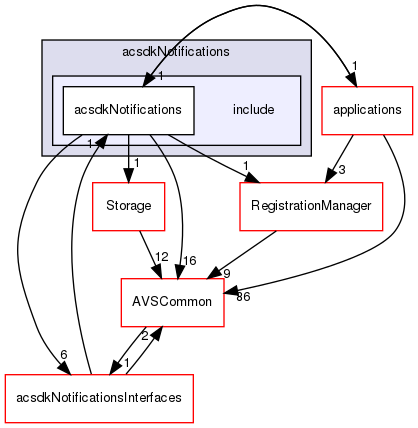 acsdkNotifications
1
1
acsdkNotifications
include
applications
1
1
1
3
Storage
RegistrationManager
12
16
9
86
AVSCommon
2
6
1
acsdkNotificationsInterfaces